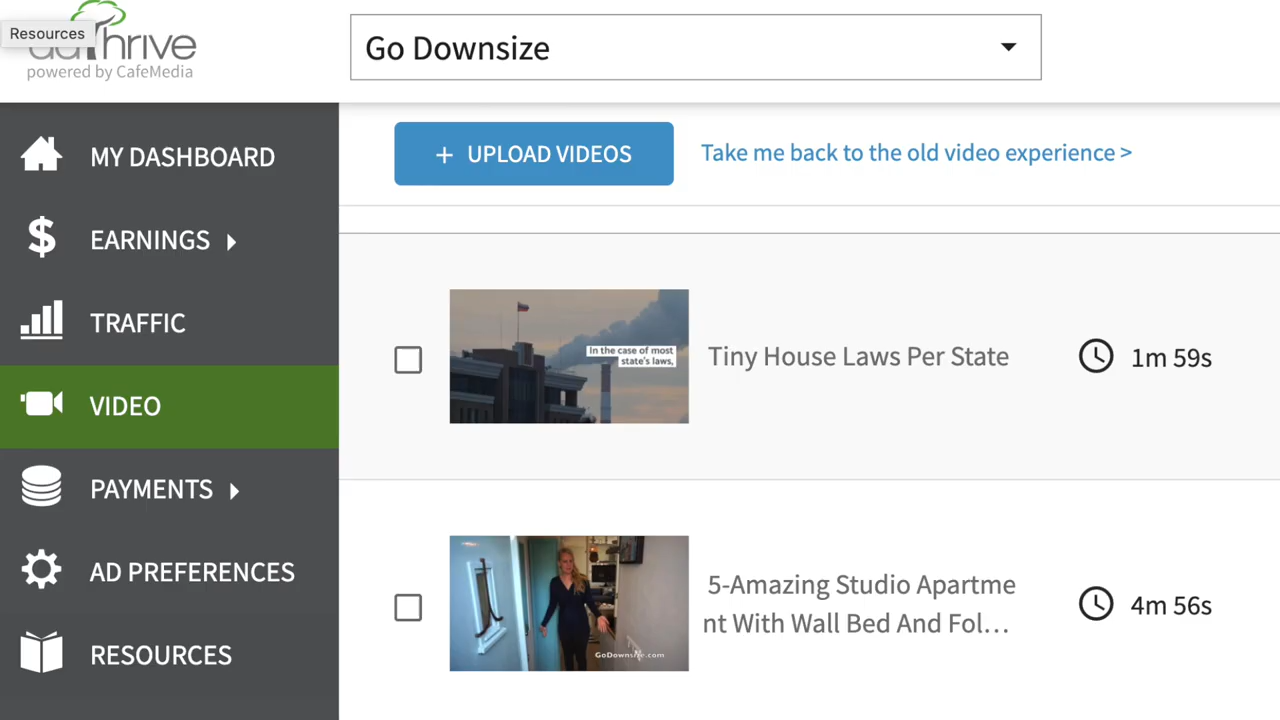 Resources
adThrive
powered by CafeMedia
Go Downsize
MY DASHBOARD
EARNINGS
TRAFFIC
VIDEO
PAYMENTS
AD PREFERENCES
RESOURCES
+ UPLOAD VIDEOS
Take me back to the old video experience >
In the case of most
state's laws,
Tiny House Laws Per State
1m 59s
GoDownsize.com
5-Amazing Studio Apartme
nt With Wall Bed And Fol...
4m 56s